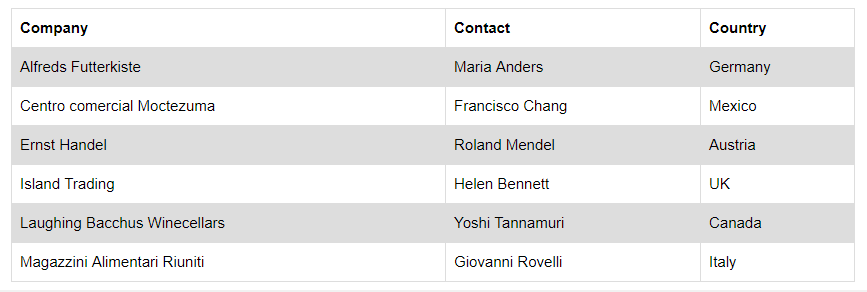 Company Contact Country
Alfreds Futterkiste Maria Anders Germany
Centro comercial Moctezuma Francisco Chang Mexico
Ernst Handel Roland Mendel Austria
Island Trading Helen Bennett UK
Laughing Bacchus Winecellars Yoshi Tannamuri Canada
Magazzini Alimentari Riuniti Giovanni Rovelli Italy